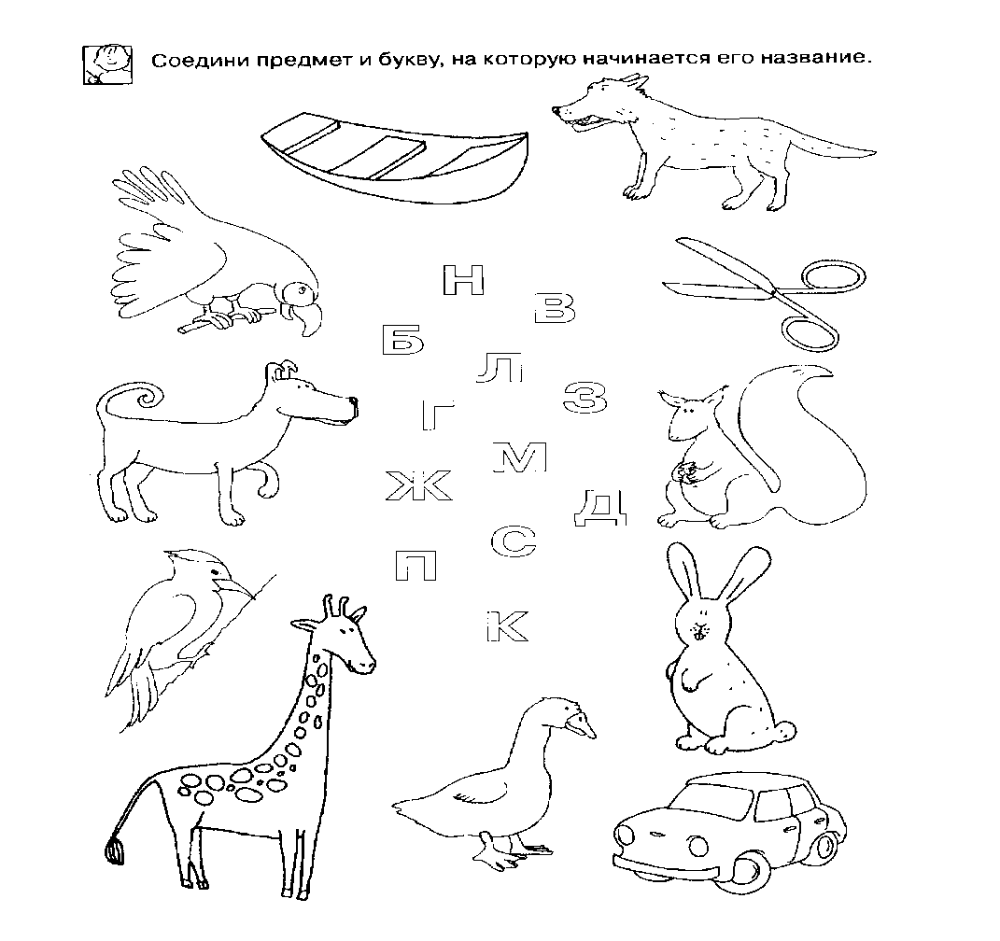 Соедини предмет и букву, на которую начинается его название.
Н
В
Б
Л
З
Г
М
Ж
Д
С
П
К